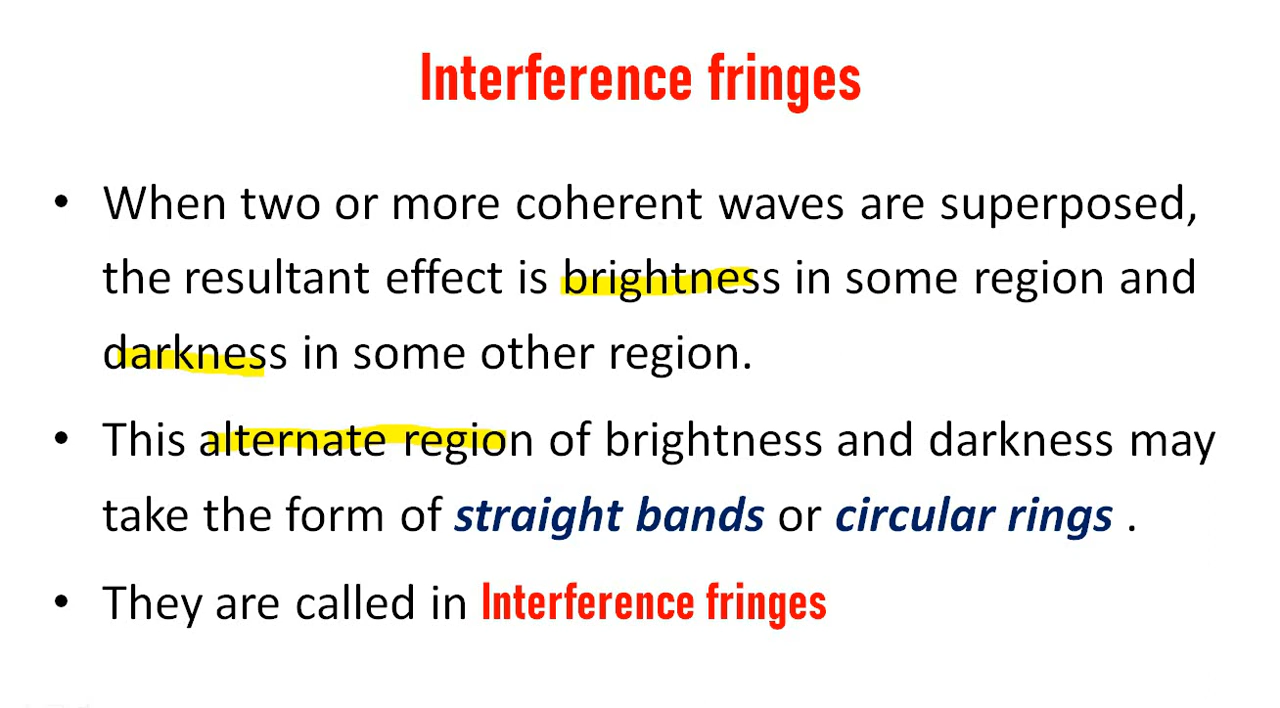 Interference fringes
• When two or more coherent waves are superposed,
the resultant effect is brightness in some region and
darkness in some other region.
• This alternate region of brightness and darkness may
take the form of straight bands or circular rings .
• They are called in Interference fringes